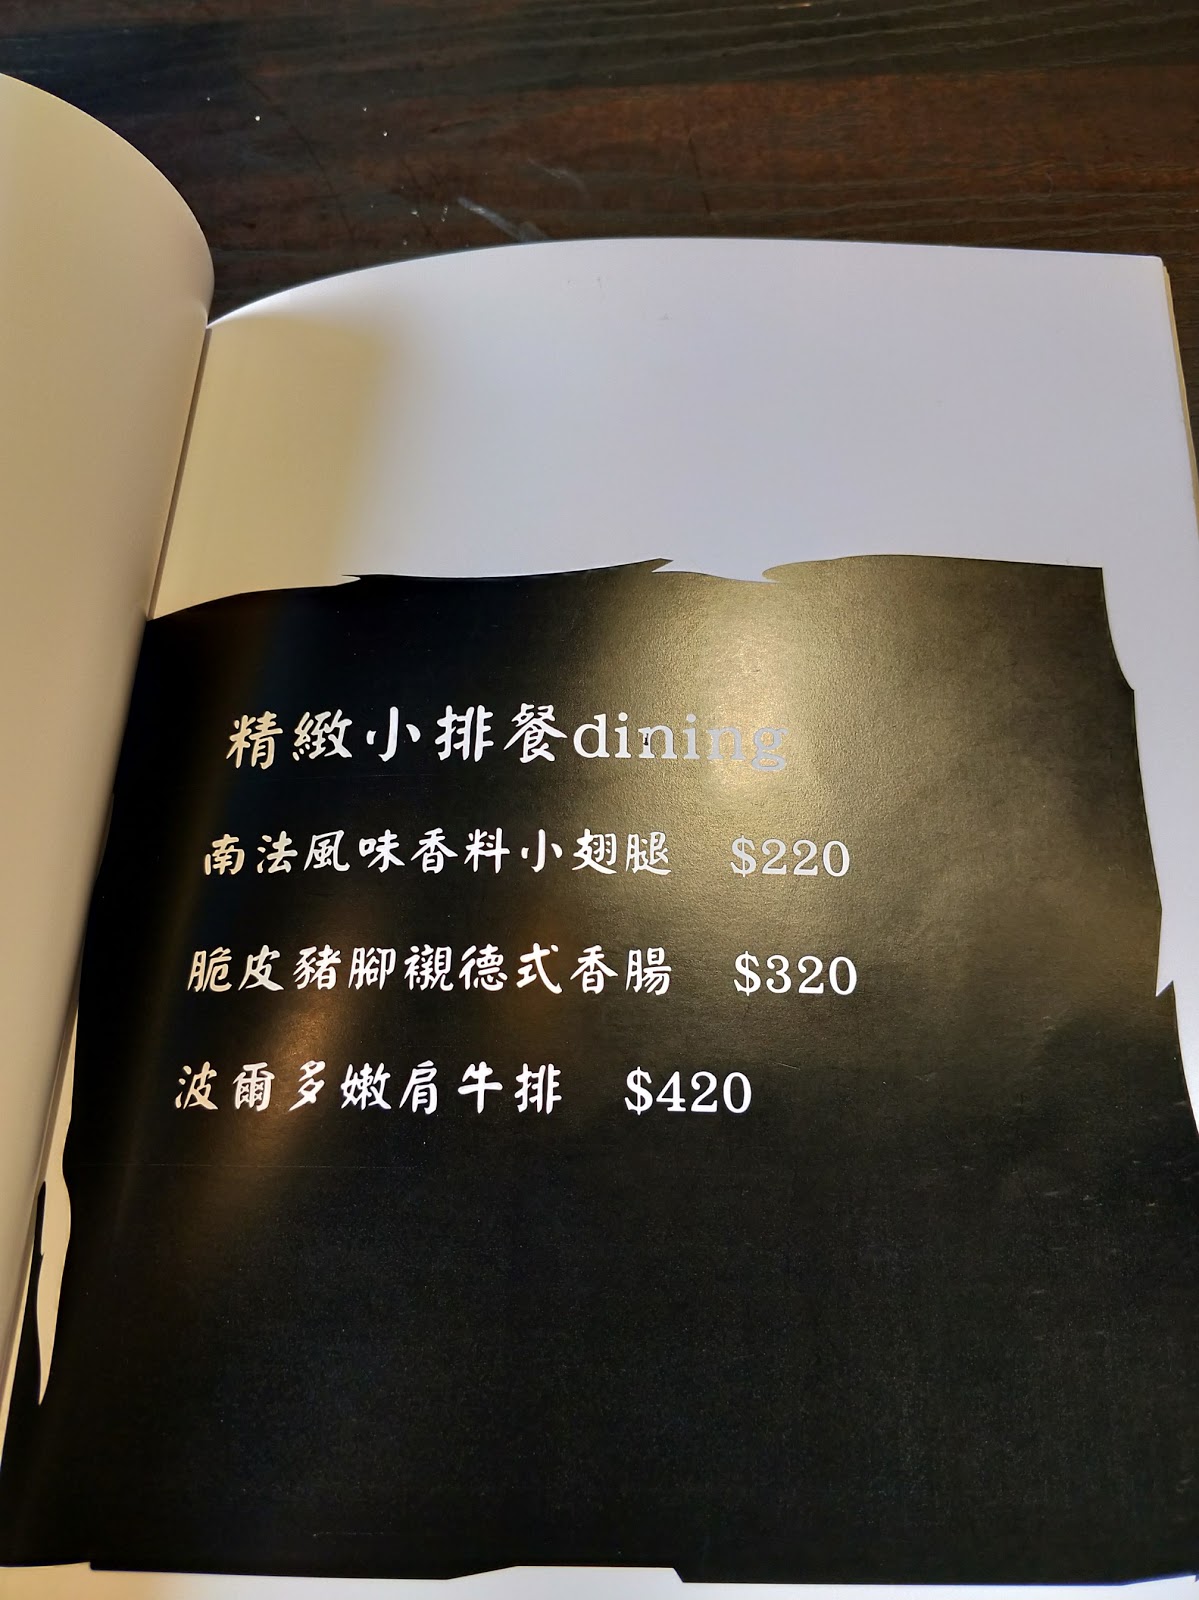 精緻小排餐dining
南法風味香料小翅腿 $220
脆皮豬腳襯德式香腸 $320
波爾多嫩肩牛排 $420